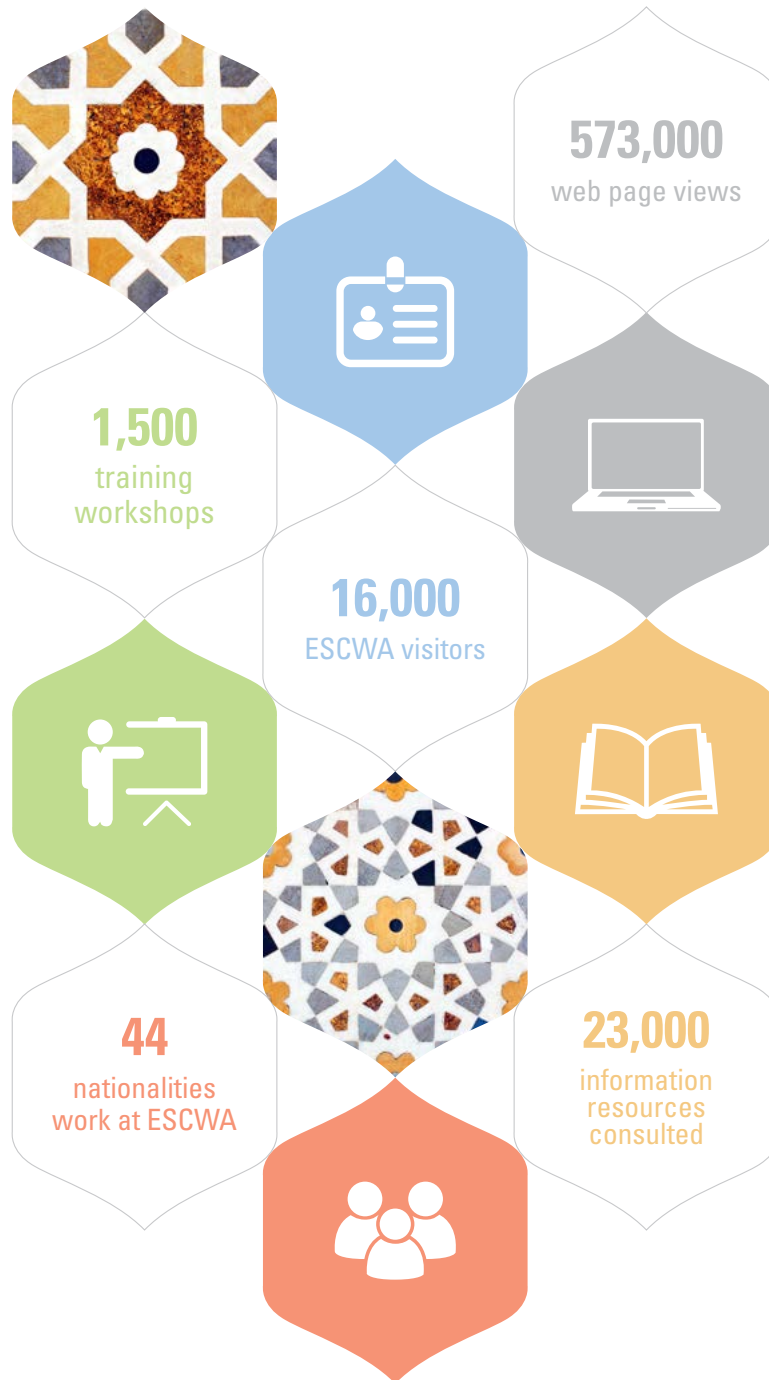 573,000
web page views
1,500
training
workshops
16,000
ESCWA visitors
44
nationalities
work at ESCWA
23,000
information
resources
consulted